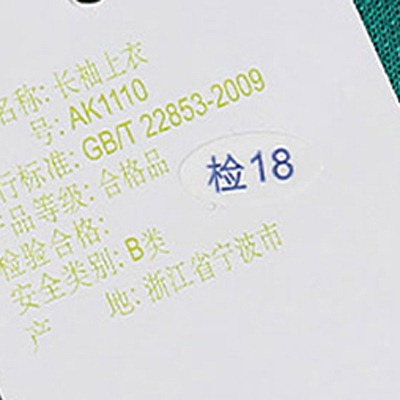 名称: 长袖上衣
号: AK1110
行标准: GB/T 22853-2009
产品等级: 合格品
检验合格: 检18
安全类别: B类
产 地: 浙江省宁波市